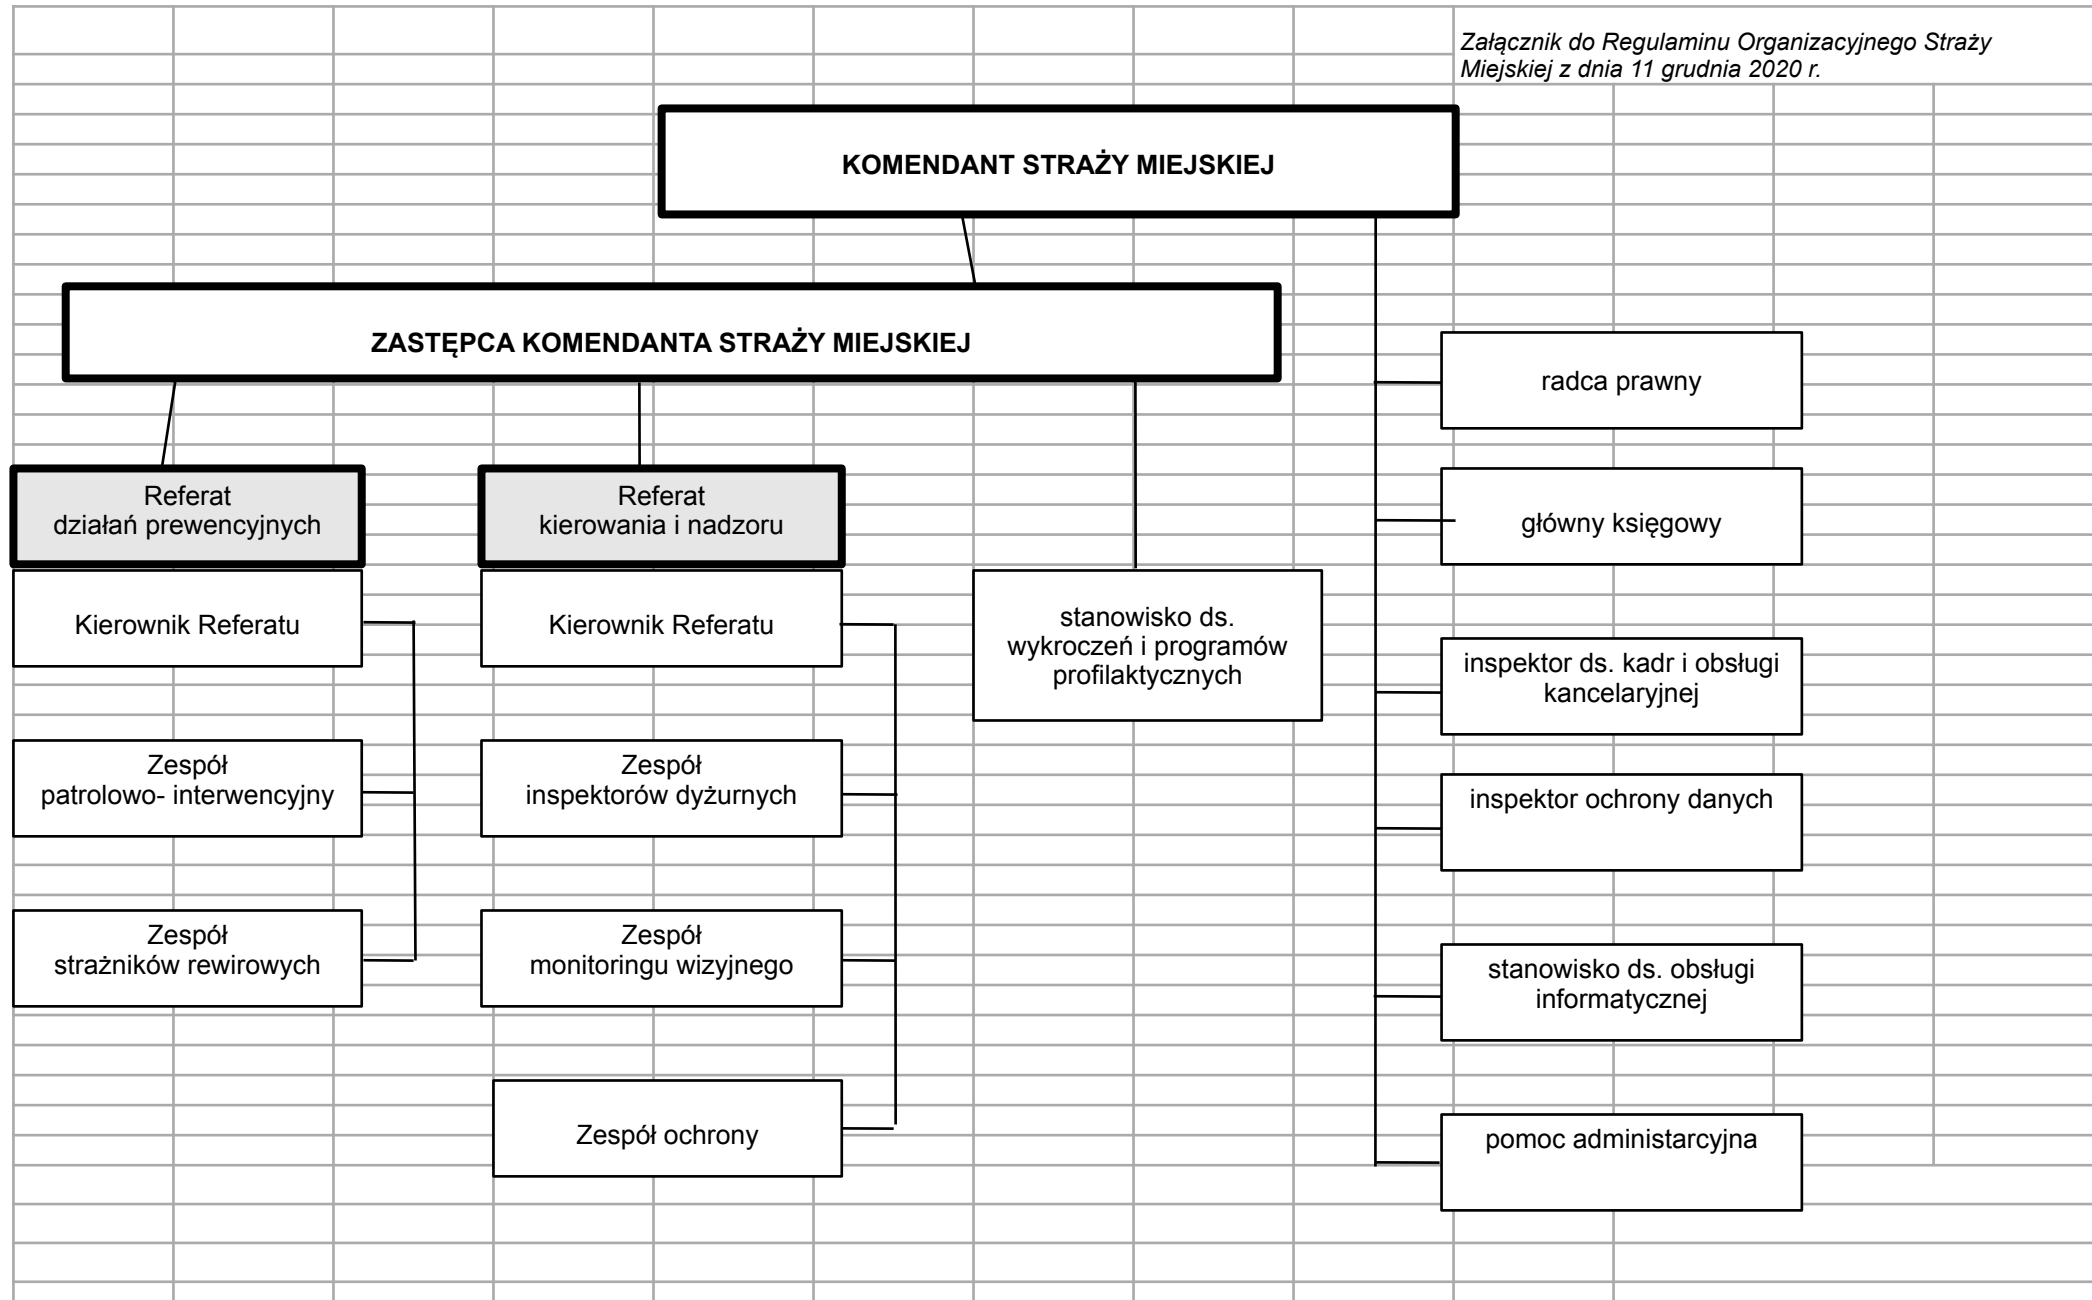 Załącznik do Regulaminu Organizacyjnego Straży
Miejskiej z dnia 11 grudnia 2020 r.
KOMENDANT STRAŻY MIEJSKIEJ
ZASTĘPCA KOMENDANTA STRAŻY MIEJSKIEJ
Referat
działań prewencyjnych
Kierownik Referatu
Zespół
patrolowo- interwencyjny
Zespół
strażników rewirowych
Referat
kierowania i nadzoru
Kierownik Referatu
Zespół
inspektorów dyżurnych
Zespół
monitoringu wizyjnego
Zespół ochrony
stanowisko ds.
wykroczeń i programów
profilaktycznych
radca prawny
główny księgowy
inspektor ds. kadr i obsługi
kancelaryjnej
inspektor ochrony danych
stanowisko ds. obsługi
informatycznej
pomoc administarcyjna